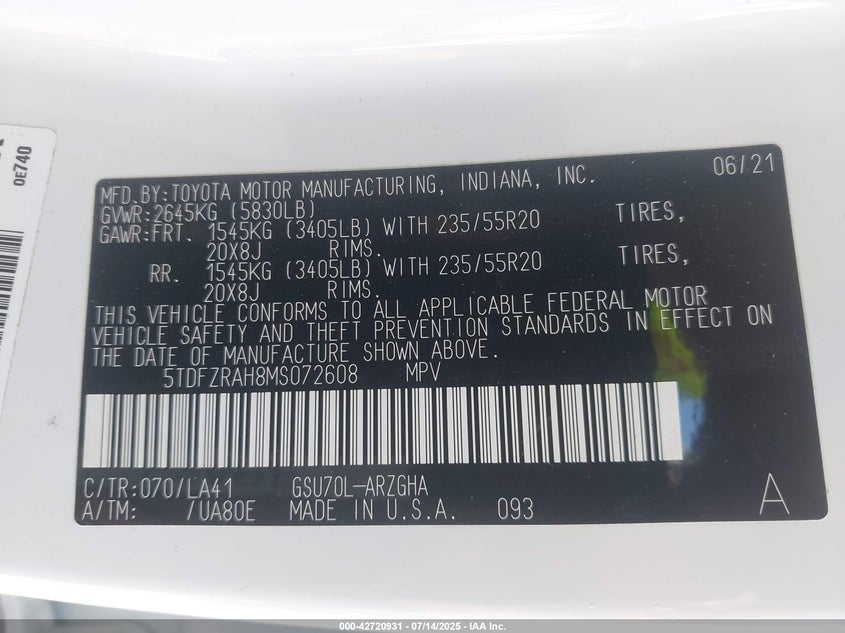 0E740
06/21
MFD.BY:TOYOTA MOTOR MANUFACTURING, INDIANA, INC.
GVWR:2645KG (5830LB)
GAWR:FRT. 1545KG (3405LB) WITH 235/55R20 TIRES,
20X8J RIMS.
RR. 1545KG (3405LB) WITH 235/55R20 TIRES,
20X8J RIMS.
THIS VEHICLE CONFORMS TO ALL APPLICABLE FEDERAL MOTOR
VEHICLE SAFETY AND THEFT PREVENTION STANDARDS IN EFFECT ON
THE DATE OF MANUFACTURE SHOWN ABOVE.
5TDFZRAH8MS072608 MPV
C/TR:070/LA41 GSU70L-ARZGHA
A/TM: /UA80E MADE IN U.S.A. 093 A
000-42720931 - 07/14/2025 - IAA Inc.